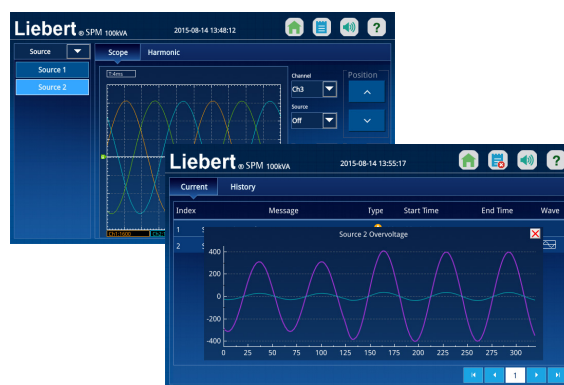 Liebert ® SPM 100kVA 2015-08-14 13:48:12 ?
Source Scope Harmonic
Source 1
Source 2
T:4ms
Channel Position
Ch3
Source
Off
Ch1:1600
Liebert ® SPM 100kVA 2015-08-14 13:55:17 ?
Current History
Index Message Type Start Time End Time Wave
1
2
Source 2 Overvoltage
400
200
0
-200
-400
0 25 50 75 100 125 150 175 200 225 250 275 300
1